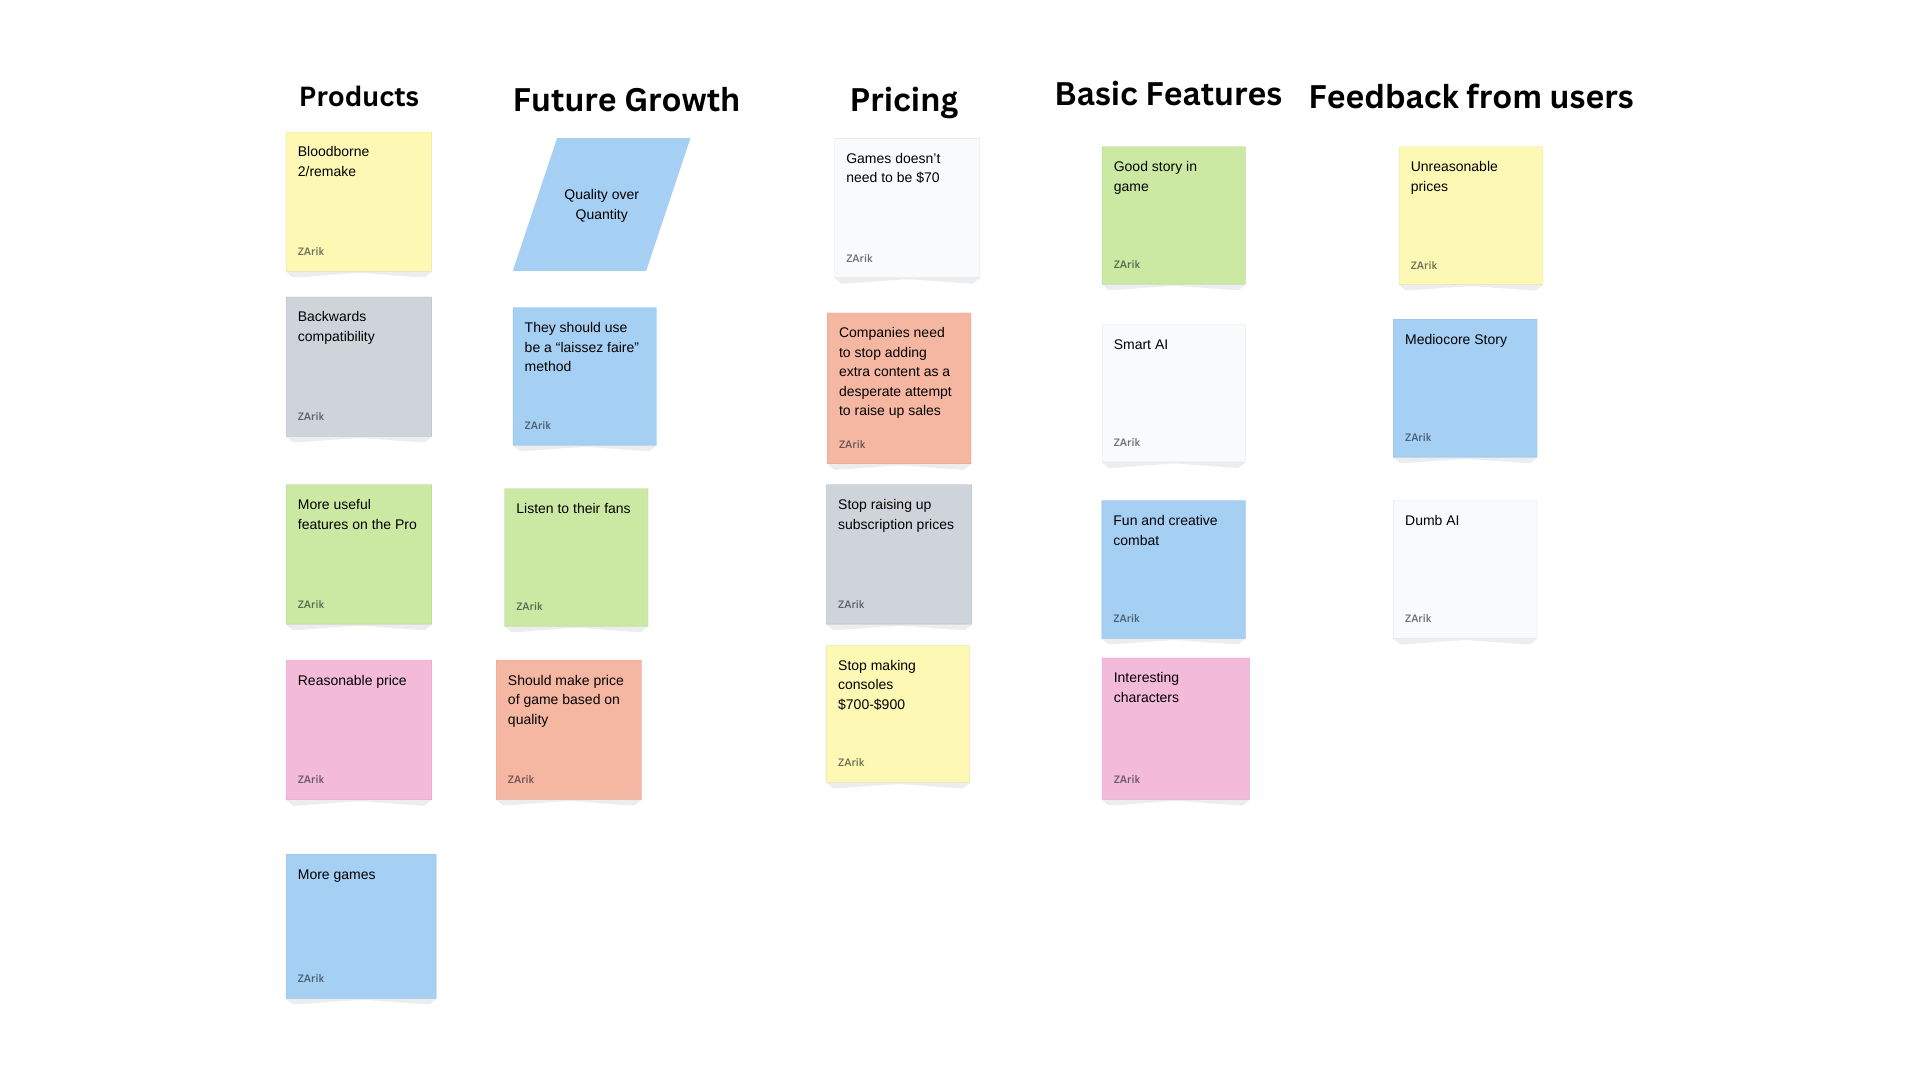 Products
Bloodborne
2/remake
ZArik
Backwards
compatibility
ZArik
More useful
features on the Pro
ZArik
Reasonable price
ZArik
More games
ZArik
Future Growth
Quality over
Quantity
They should use
be a “laissez faire”
method
ZArik
Listen to their fans
ZArik
Should make price
of game based on
quality
ZArik
Pricing
Games doesn’t
need to be $70
ZArik
Companies need
to stop adding
extra content as a
desperate attempt
to raise up sales
ZArik
Stop raising up
subscription prices
ZArik
Stop making
consoles
$700-$900
ZArik
Basic Features
Good story in
game
ZArik
Smart AI
ZArik
Fun and creative
combat
ZArik
Interesting
characters
ZArik
Feedback from users
Unreasonable
prices
ZArik
Mediocore Story
ZArik
Dumb AI
ZArik